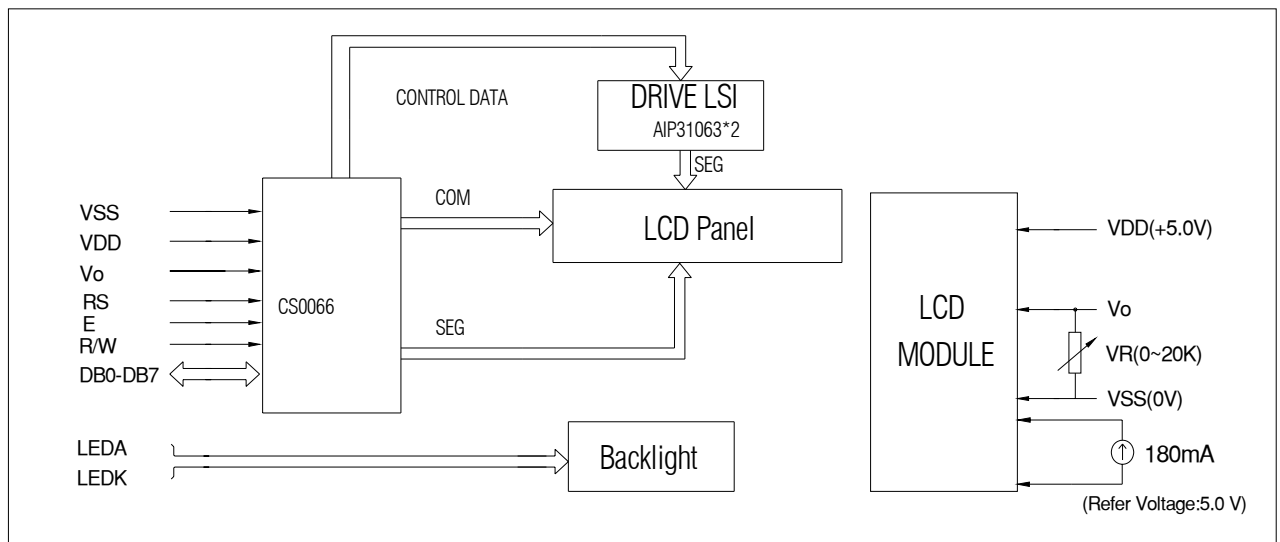 CONTROL DATA
DRIVE LSI
AIP31063*2
SEG
COM
LCD Panel
VSS
VDD
Vo
RS
E
R/W
DB0-DB7
CS0066
SEG
LEDA
LEDK
Backlight
LCD
MODULE
VDD(+5.0V)
Vo
VR(0~20K)
VSS(0V)
180mA
(Refer Voltage:5.0 V)